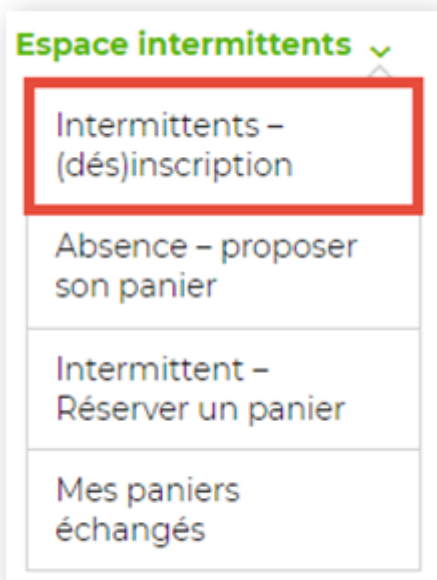 Espace intermittents
Intermittents –
(dés)inscription
Absence – proposer
son panier
Intermittent –
Réserver un panier
Mes paniers
échangés